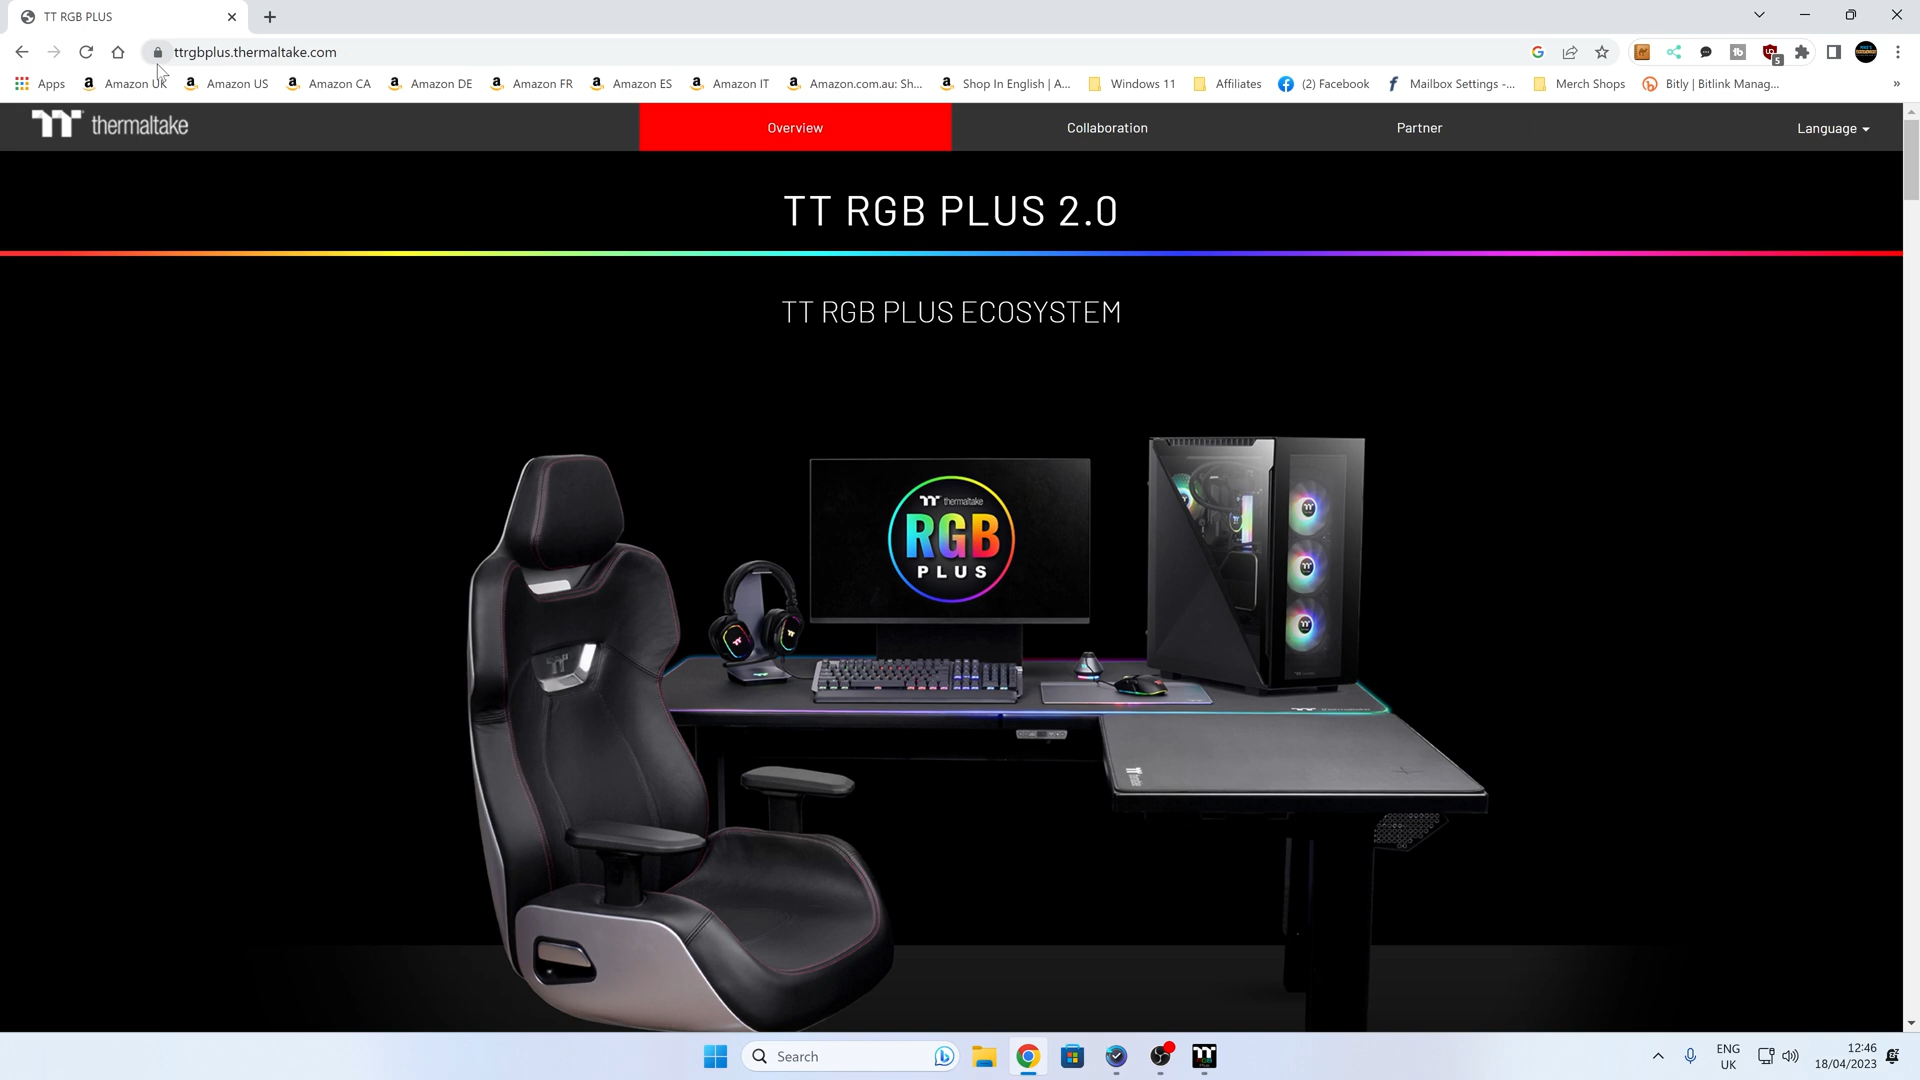 TT RGB PLUS
ttrgbplus.thermaltake.com
Apps Amazon UK Amazon US Amazon CA Amazon DE Amazon FR Amazon ES Amazon IT Amazon.com.au: Sh... Shop In English | A... Windows 11 Affiliates (2) Facebook Mailbox Settings -... Merch Shops Bitly | Bitlink Manag... »
thermaltake Overview Collaboration Partner Language
TT RGB PLUS 2.0
TT RGB PLUS ECOSYSTEM
thermaltake
RGB
PLUS
Search
ENG
UK
12:46
18/04/2023